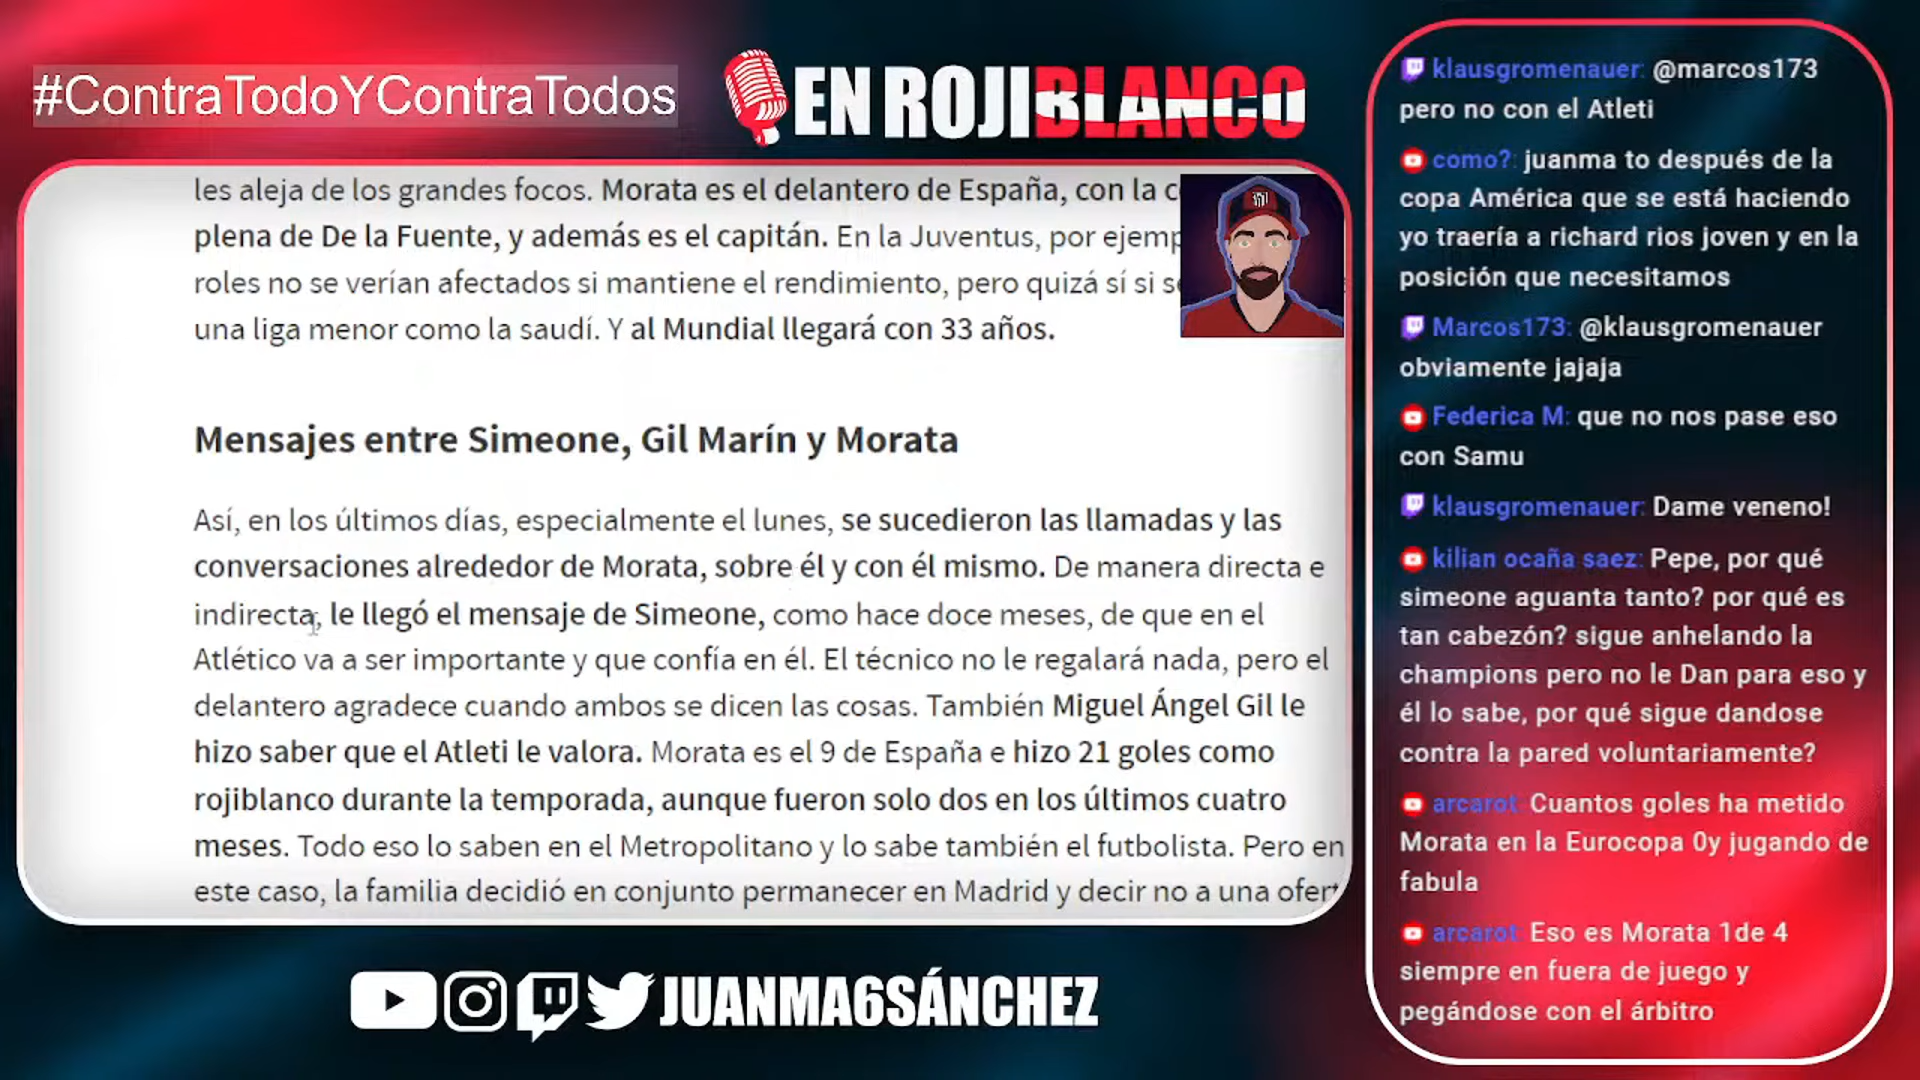 #ContraTodoYContraTodos
EN ROJIBLANCO
les aleja de los grandes focos. Morata es el delantero de España, con la
plena de De la Fuente, y además es el capitán. En la Juventus, por
roles no se verían afectados si mantiene el rendimiento, pero quizá sí si
una liga menor como la saudí. Y al Mundial llegará con 33 años.
Mensajes entre Simeone, Gil Marín y Morata
Así, en los últimos días, especialmente el lunes, se sucedieron las llamadas y las
conversaciones alrededor de Morata, sobre él y con él mismo. De manera directa e
indirecta, le llegó el mensaje de Simeone, como hace doce meses, de que en el
Atlético va a ser importante y que confía en él. El técnico no le regalará nada, pero el
delantero agradece cuando ambos se dicen las cosas. También Miguel Ángel Gil le
hizo saber que el Atleti le valora. Morata es el 9 de España e hizo 21 goles como
rojiblanco durante la temporada, aunque fueron solo dos en los últimos cuatro
meses. Todo eso lo saben en el Metropolitano y lo sabe también el futbolista. Pero en
este caso, la familia decidió en conjunto permanecer en Madrid y decir no a una
JUANMA6SÁNCHEZ
klausgromenauer: @marcos173
pero no con el Atleti
como?: juanma to después de la
copa América que se está haciendo
yo traería a richard rios joven y en la
posición que necesitamos
Marcos173: @klausgromenauer
obviamente jajaja
Federica M: que no nos pase eso
con Samu
klausgromenauer: Dame veneno!
kilian ocaña saez: Pepe, por qué
simeone aguanta tanto? por qué es
tan cabezón? sigue anhelando la
champions pero no le Dan para eso y
él lo sabe, por qué sigue dandose
contra la pared voluntariamente?
arcarot: Cuantos goles ha metido
Morata en la Eurocopa 0y jugando de
fabula
arcarot: Eso es Morata 1de 4
siempre en fuera de juego y
pegándose con el árbitro